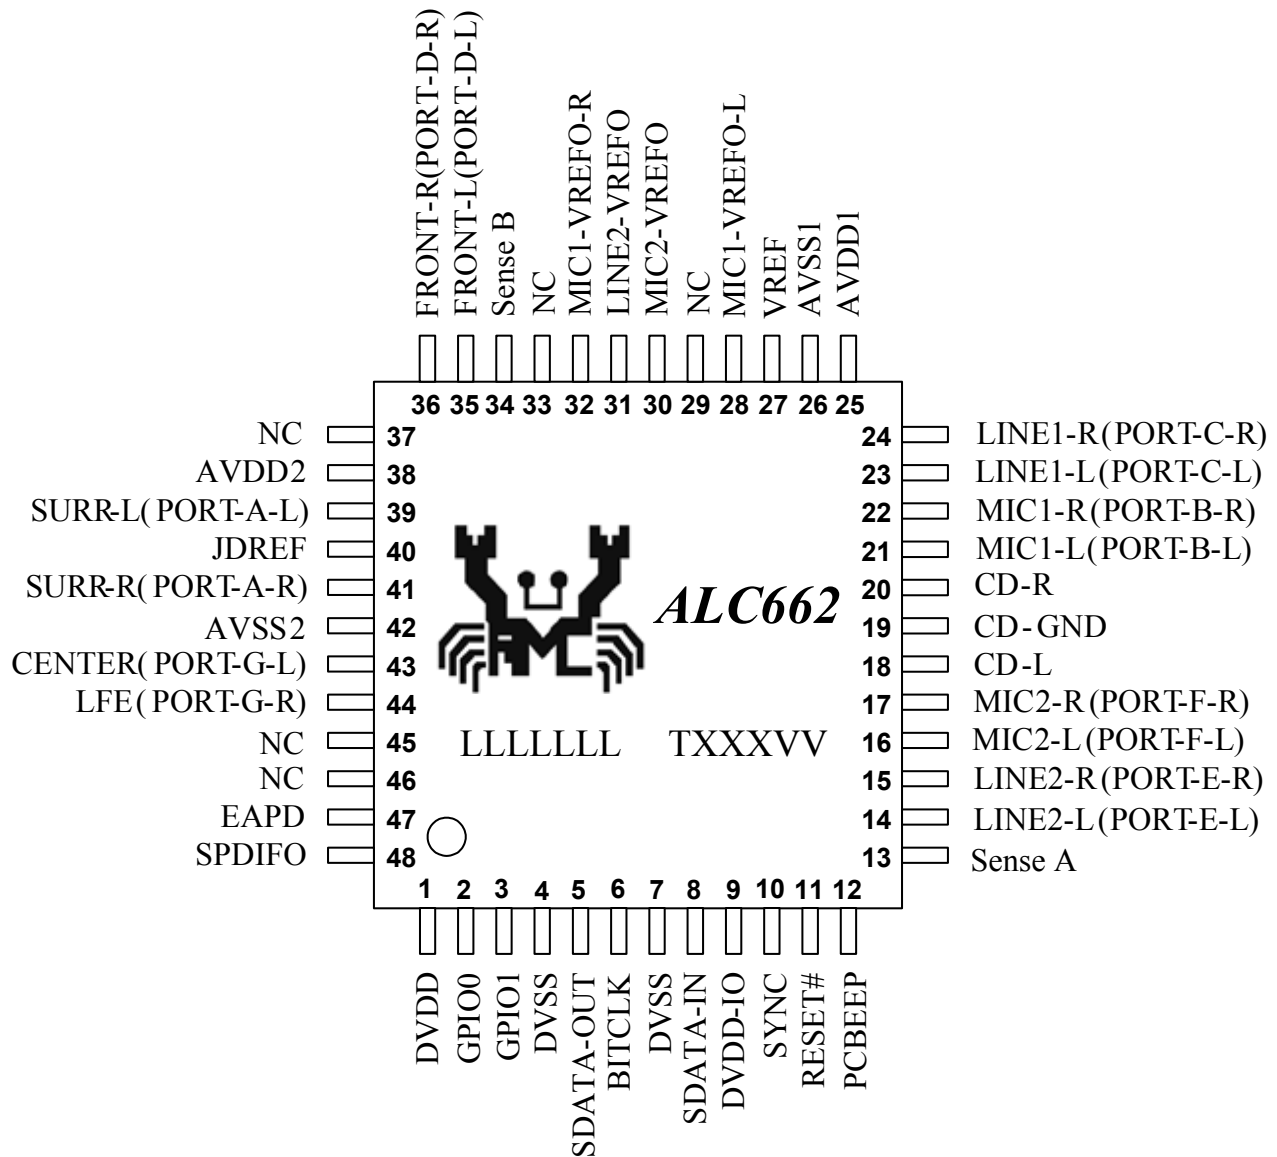 FRONT-R(PORT-D-R)
FRONT-L(PORT-D-L)
Sense B
NC
MIC1-VREFO-R
LINE2-VREFO
MIC2-VREFO
NC
MIC1-VREFO-L
VREF
AVSS1
AVDD1
36 35 34 33 32 31 30 29 28 27 26 25
NC 37
AVDD2 38
SURR-L(PORT-A-L) 39
JDREF 40
SURR-R(PORT-A-R) 41
AVSS2 42
CENTER(PORT-G-L) 43
LFE(PORT-G-R) 44
NC 45
NC 46
EAPD 47
SPDIFO 48
ALC662
LLLLLLL TXXXVV
24 LINE1-R(PORT-C-R)
23 LINE1-L(PORT-C-L)
22 MIC1-R(PORT-B-R)
21 MIC1-L(PORT-B-L)
20 CD-R
19 CD-GND
18 CD-L
17 MIC2-R(PORT-F-R)
16 MIC2-L(PORT-F-L)
15 LINE2-R(PORT-E-R)
14 LINE2-L(PORT-E-L)
13 Sense A
1 2 3 4 5 6 7 8 9 10 11 12
DVDD
GPIO0
GPIO1
DVSS
SDATA-OUT
BITCLK
DVSS
SDATA-IN
DVDD-IO
SYNC
RESET#
PCBEEP